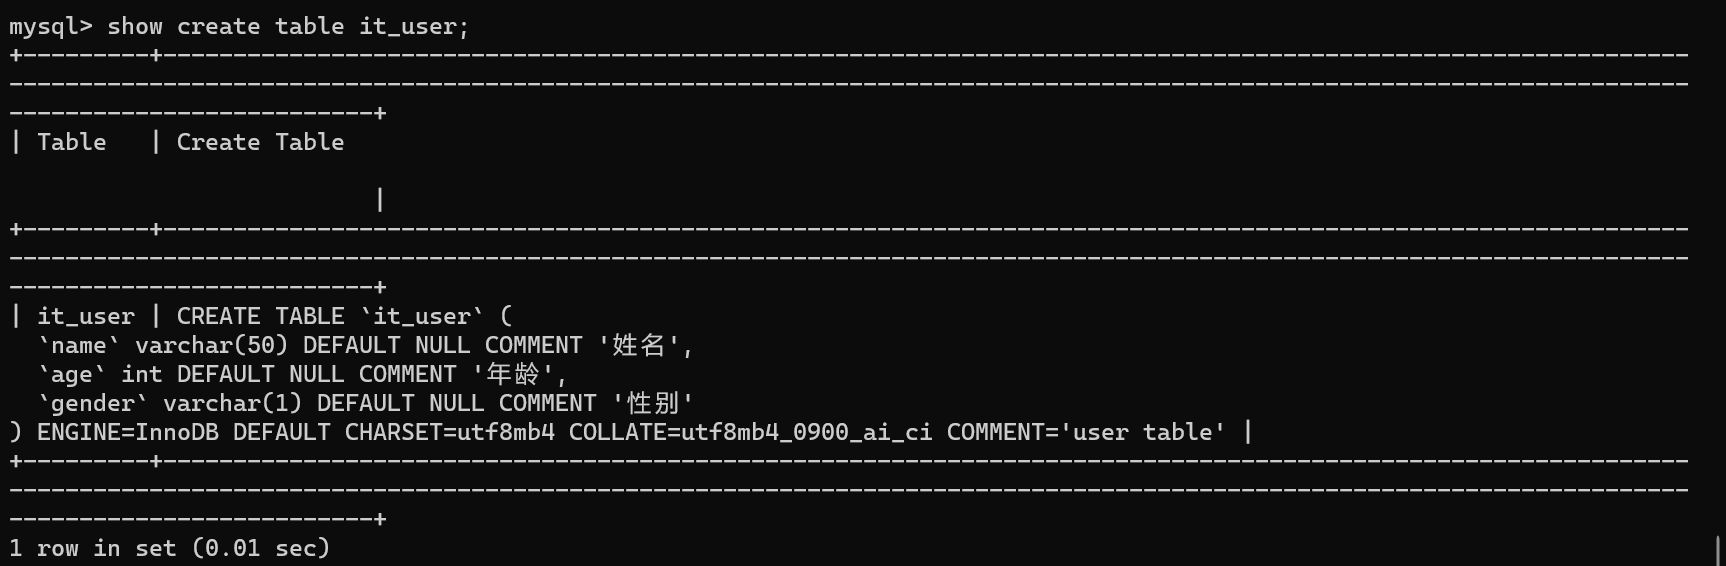 mysql> show create table it_user;
+---------+-------------------------------------------------------------------------------------------------------------
------------------------------------------------------------------------------------------------------------------------
--------------------------+
| Table   | Create Table

                          |
+---------+-------------------------------------------------------------------------------------------------------------
------------------------------------------------------------------------------------------------------------------------
--------------------------+
| it_user | CREATE TABLE `it_user` (
  `name` varchar(50) DEFAULT NULL COMMENT '姓名',
  `age` int DEFAULT NULL COMMENT '年龄',
  `gender` varchar(1) DEFAULT NULL COMMENT '性别'
) ENGINE=InnoDB DEFAULT CHARSET=utf8mb4 COLLATE=utf8mb4_0900_ai_ci COMMENT='user table' |
+---------+-------------------------------------------------------------------------------------------------------------
------------------------------------------------------------------------------------------------------------------------
--------------------------+
1 row in set (0.01 sec)